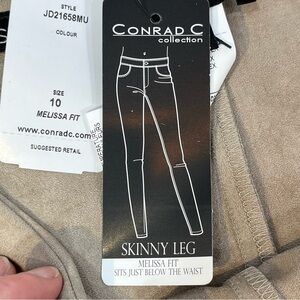 STYLE
JD21658MU
COLOUR
SIZE
10
MELISSA FIT
www.conradc.com
SUGGESTED RETAIL
CONRAD C
collection
SKINNY LEG
MELISSA FIT
SITS JUST BELOW THE WAIST